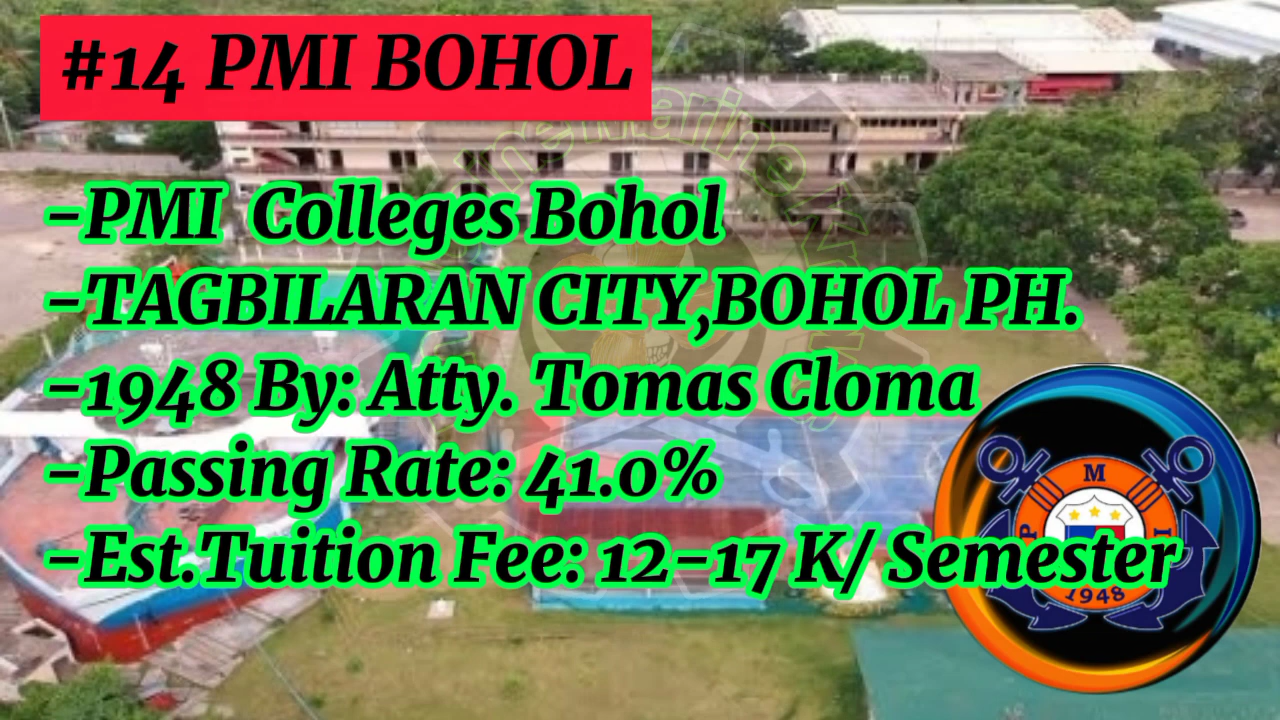 #14 PMI BOHOL
-PMI Colleges Bohol
-TAGBILARAN CITY,BOHOL PH.
-1948 By: Atty. Tomas Cloma
-Passing Rate: 41.0%
-Est.Tuition Fee: 12-17 K/ Semester
P M I
1948